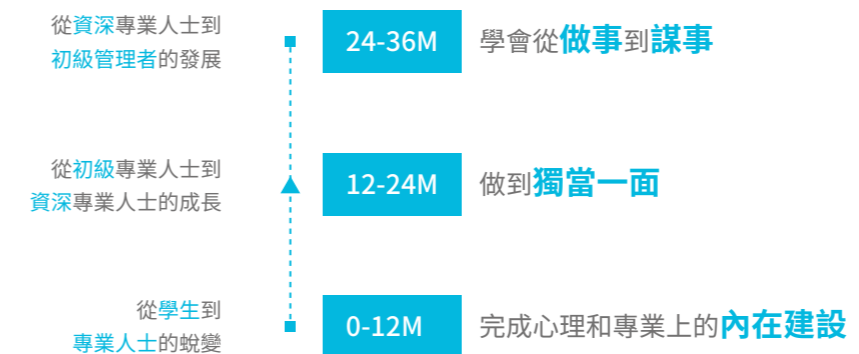 從資深專業人士到
初級管理者的發展
24-36M
學會從做事到謀事
從初級專業人士到
資深專業人士的成長
12-24M
做到獨當一面
從學生到
專業人士的蛻變
0-12M
完成心理和專業上的內在建設